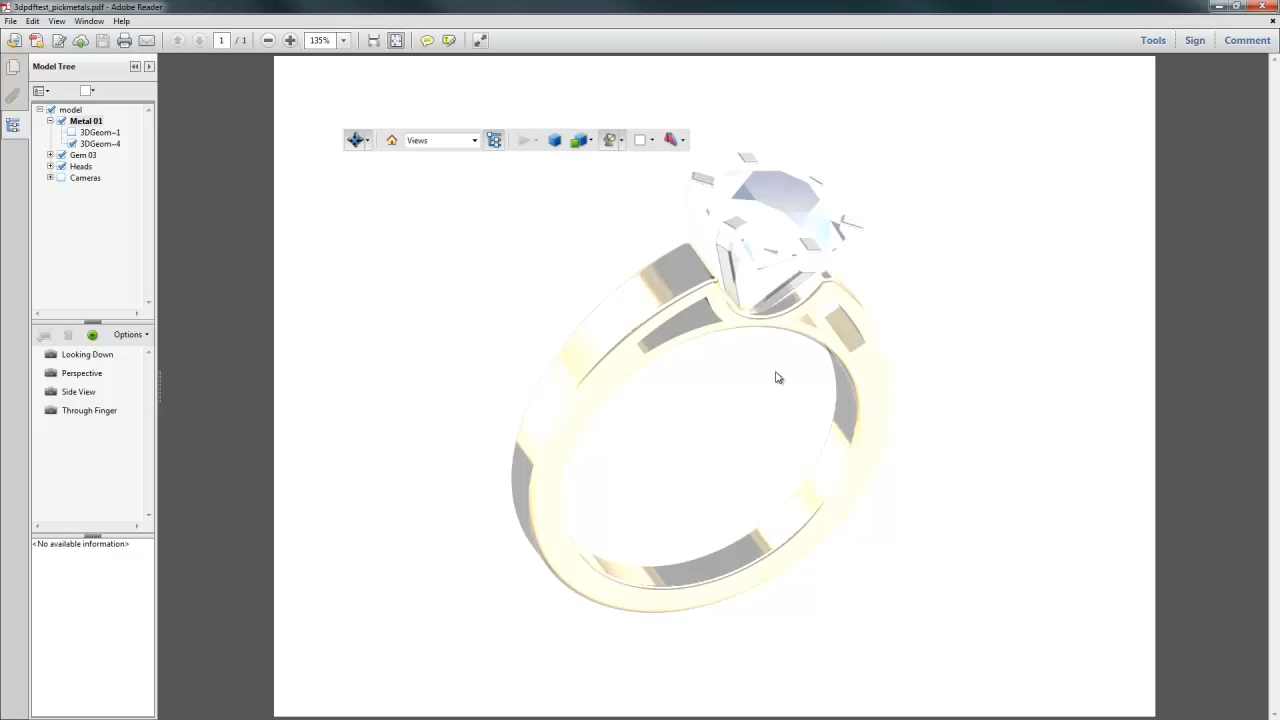 3dpdftest_pickmetals.pdf - Adobe Reader
File Edit View Window Help
1 / 1 135% Tools Sign Comment
Model Tree
model
Metal 01
3DGeom~1
3DGeom~4
Gem 03
Heads
Cameras
Views
Options
Looking Down
Perspective
Side View
Through Finger
<No available information>